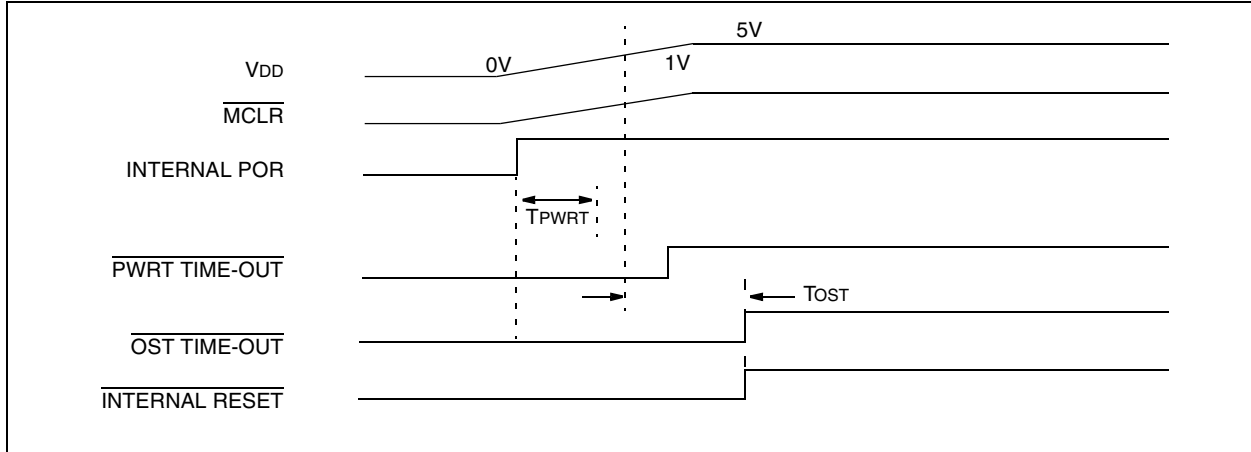 5V
VDD 0V 1V
MCLR
INTERNAL POR
TPWRT
PWRT TIME-OUT
TOST
OST TIME-OUT
INTERNAL RESET